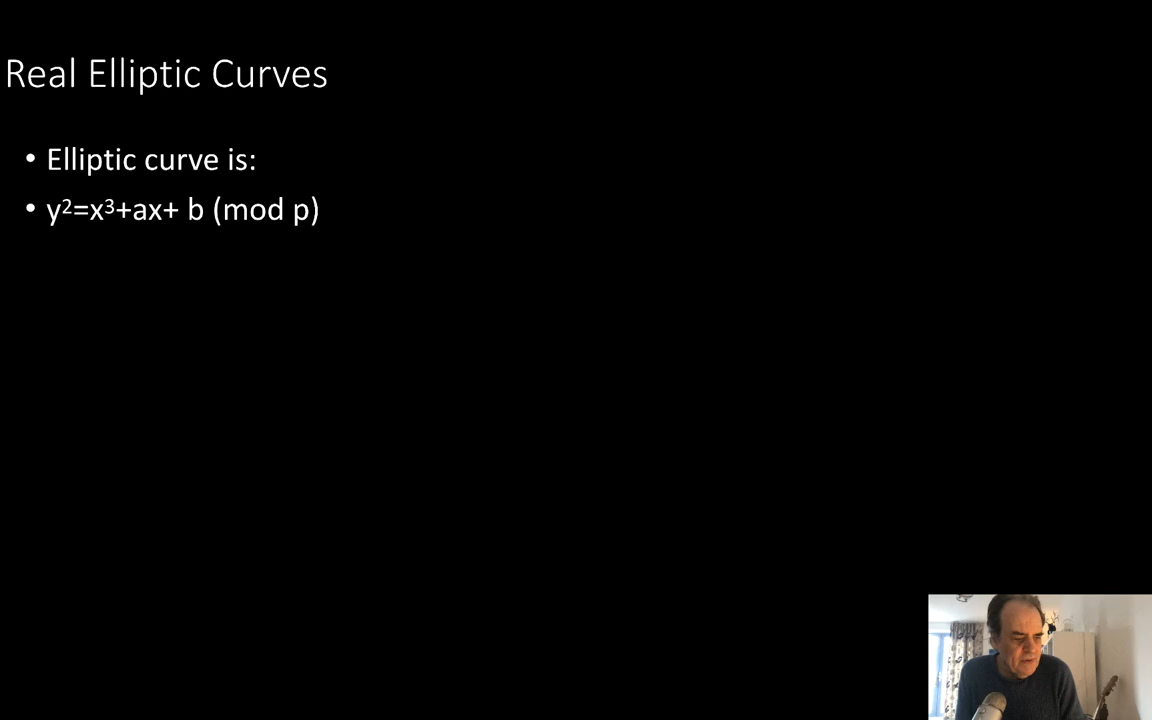 Real Elliptic Curves
• Elliptic curve is:
• y²=x³+ax+ b (mod p)